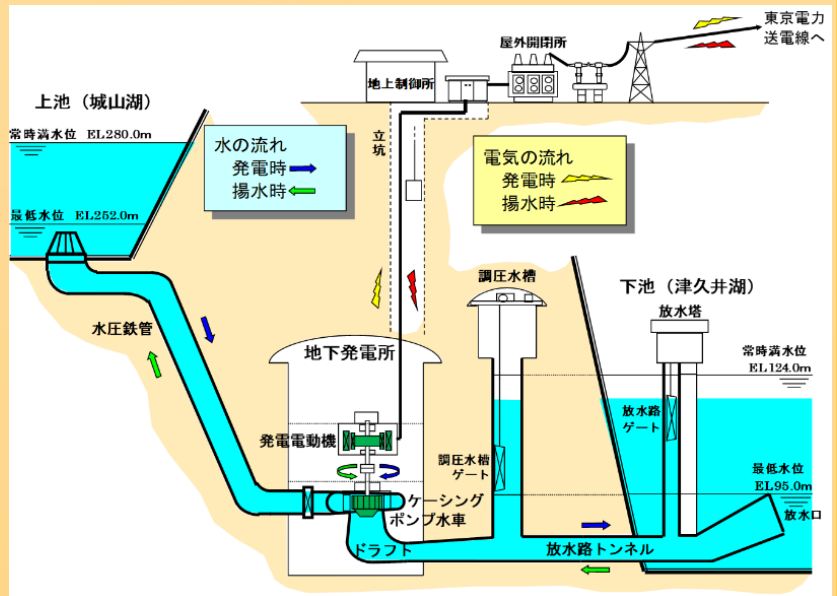 東京電力
送電線へ
屋外開閉所
地上制御所
上池（城山湖）
常時満水位 EL280.0m
水の流れ
発電時
揚水時
立
坑
電気の流れ
発電時
揚水時
最低水位 EL252.0m
調圧水槽
下池（津久井湖）
放水塔
水圧鉄管
地下発電所
常時満水位
EL124.0m
放水路
ゲート
発電電動機
調圧水槽
ゲート
最低水位
EL95.0m
放水口
ケーシング
ポンプ水車
ドラフト
放水路トンネル